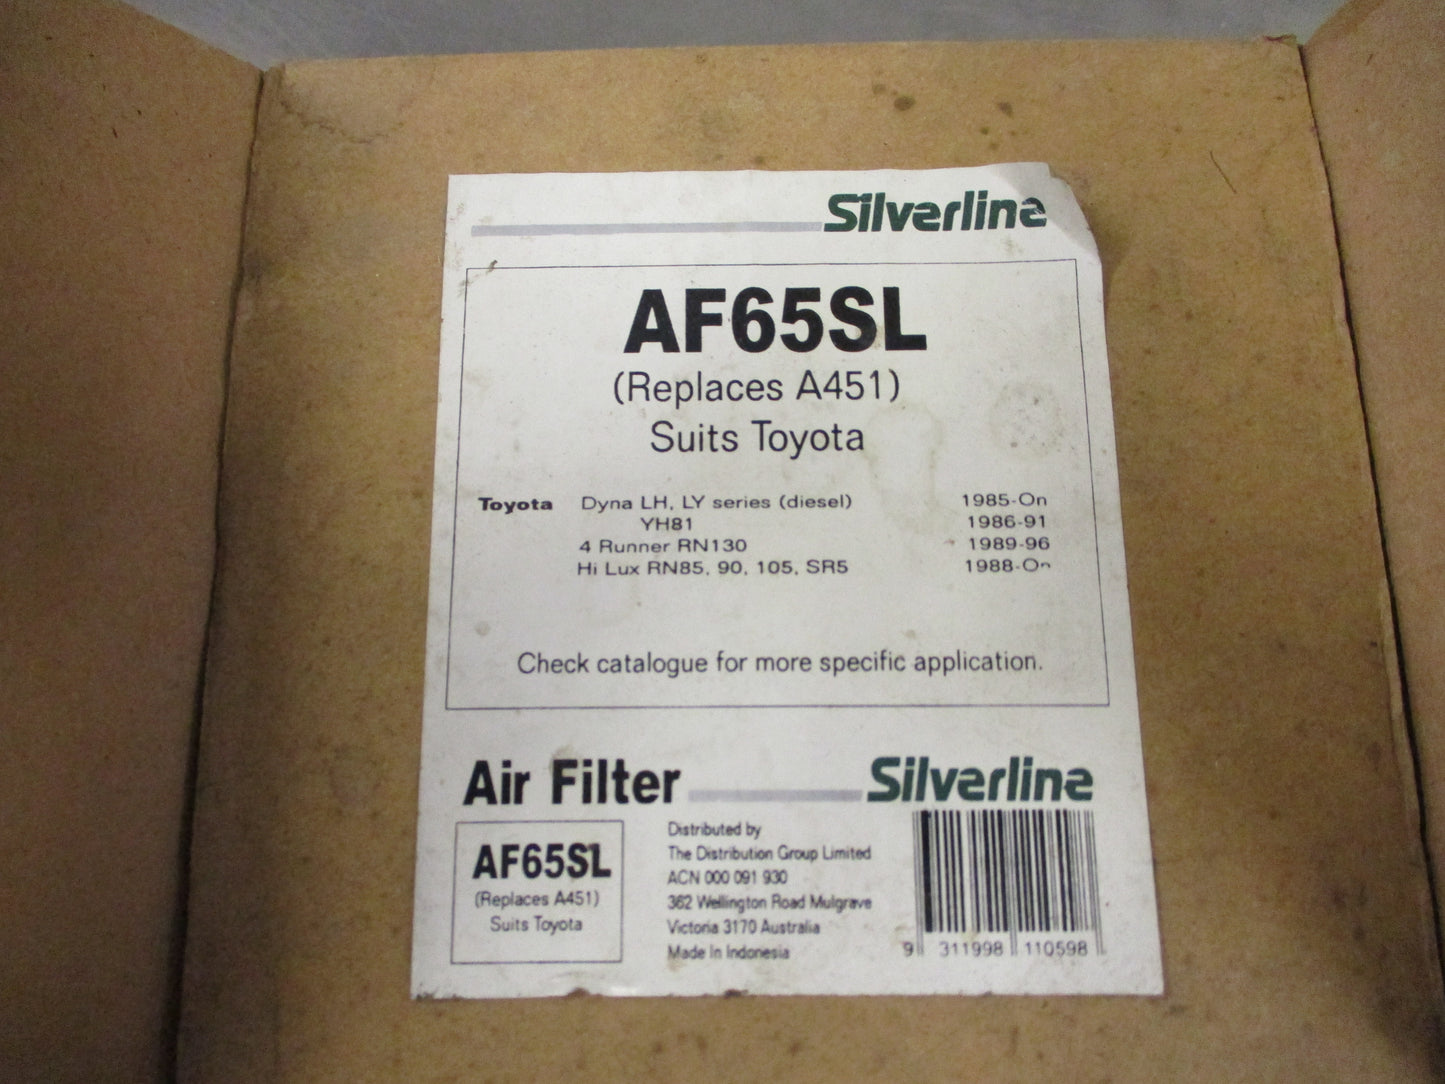 Silverline
AF65SL
(Replaces A451)
Suits Toyota
Toyota Dyna LH, LY series (diesel) 1985-On
YH81 1986-91
4 Runner RN130 1989-96
Hi Lux RN85, 90, 105, SR5 1988-On
Check catalogue for more specific application.
Air Filter Silverline
AF65SL
(Replaces A451)
Suits Toyota
Distributed by
The Distribution Group Limited
ACN 000 091 930
362 Wellington Road Mulgrave
Victoria 3170 Australia
Made In Indonesia
9 311998 110598